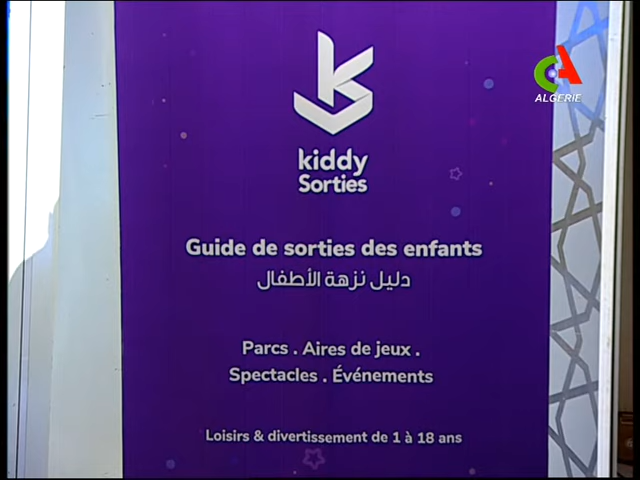 CA
ALGERIE
kiddy
Sorties
Guide de sorties des enfants
دليل نزهة الأطفال
Parcs . Aires de jeux .
Spectacles . Événements
Loisirs & divertissement de 1 à 18 ans